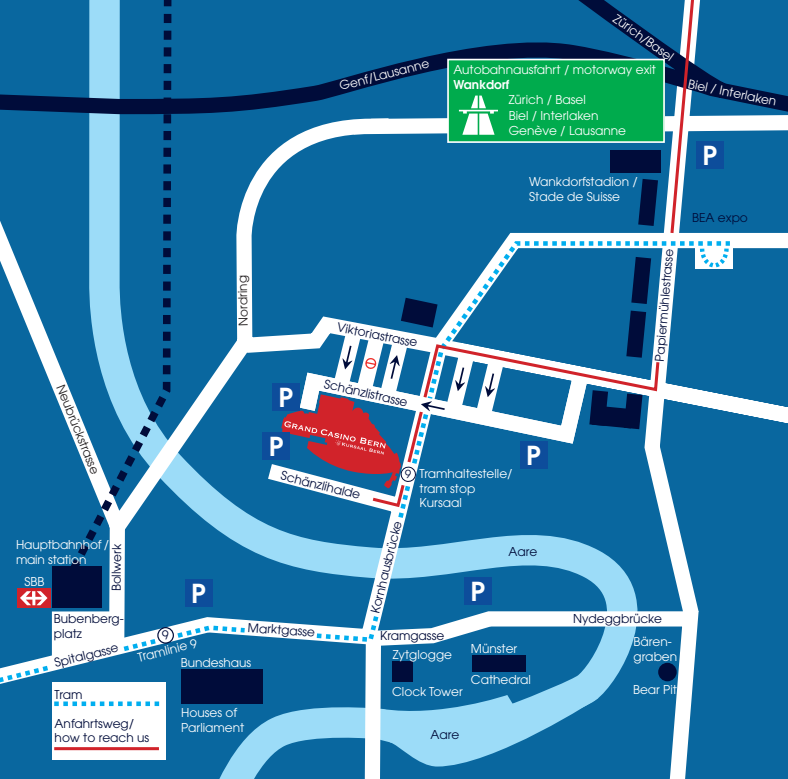 Zürich/Basel
Genf/Lausanne
Autobahnausfahrt / motorway exit
Wankdorf
Zürich / Basel
Biel / Interlaken
Genève / Lausanne
Biel / Interlaken
P
Wankdorfstadion /
Stade de Suisse
BEA expo
Nordring
Papiermühlestrasse
Viktoriastrasse
Schänzlistrasse
P
GRAND CASINO BERN
KURSAAL BERN
P
P
Neubrückstrasse
Schänzlihalde
9
Tramhaltestelle/
tram stop
Kursaal
Kornhausbrücke
Hauptbahnhof /
main station
SBB
Bollwerk
Aare
P
P
Bubenberg-
platz
9
Marktgasse
Kramgasse
Nydeggbrücke
Spitalgasse
Tramlinie 9
Bundeshaus
Houses of
Parliament
Zytglogge
Clock Tower
Münster
Cathedral
Bären-
graben
Bear Pit
Tram
Anfahrtsweg/
how to reach us
Aare